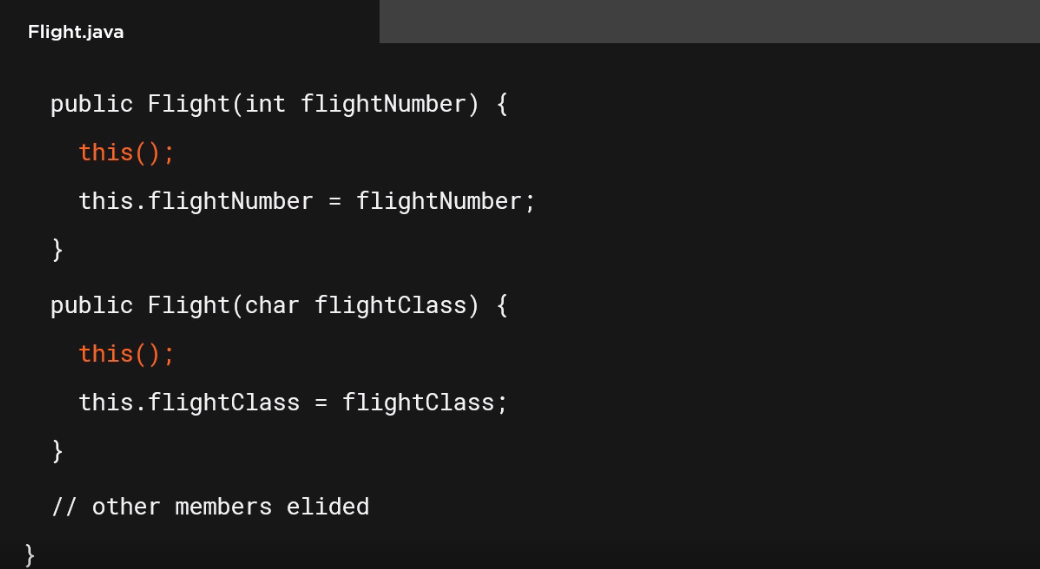 Flight.java
public Flight(int flightNumber) {
this();
this.flightNumber = flightNumber;
}
public Flight(char flightClass) {
this();
this.flightClass = flightClass;
}
// other members elided
}